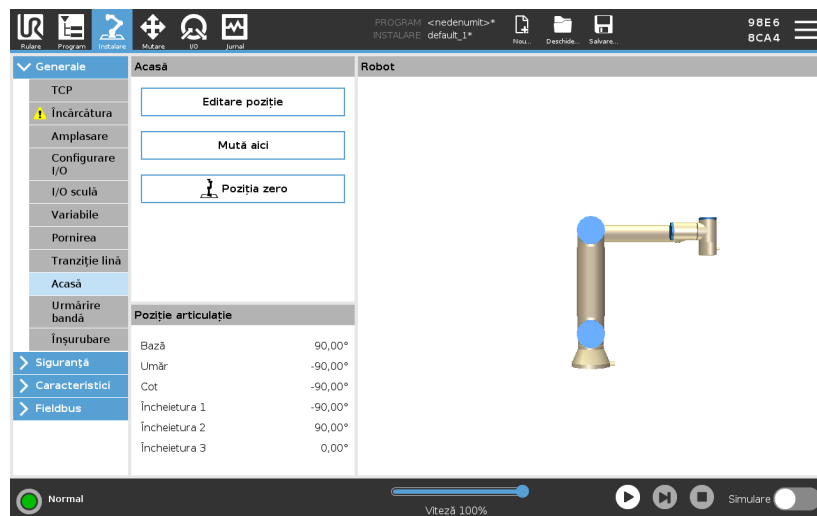 PROGRAM <nedenumit>*
INSTALARE default_1*
98E6
8CA4
Rulare
Program
Instalare
Mutare
I/O
Jurnal
Nou...
Deschide...
Salvare...
Generale
TCP
Încărcătura
Amplasare
Configurare
I/O
I/O sculă
Variabile
Pornirea
Tranziție lină
Acasă
Urmărire
bandă
Înșurubare
Siguranță
Caracteristici
Fieldbus
Acasă
Editare poziție
Mută aici
Poziția zero
Poziție articulație
Bază 90,00°
Umăr -90,00°
Cot -90,00°
Încheietura 1 -90,00°
Încheietura 2 90,00°
Încheietura 3 0,00°
Robot
Normal
Viteză 100%
Simulare